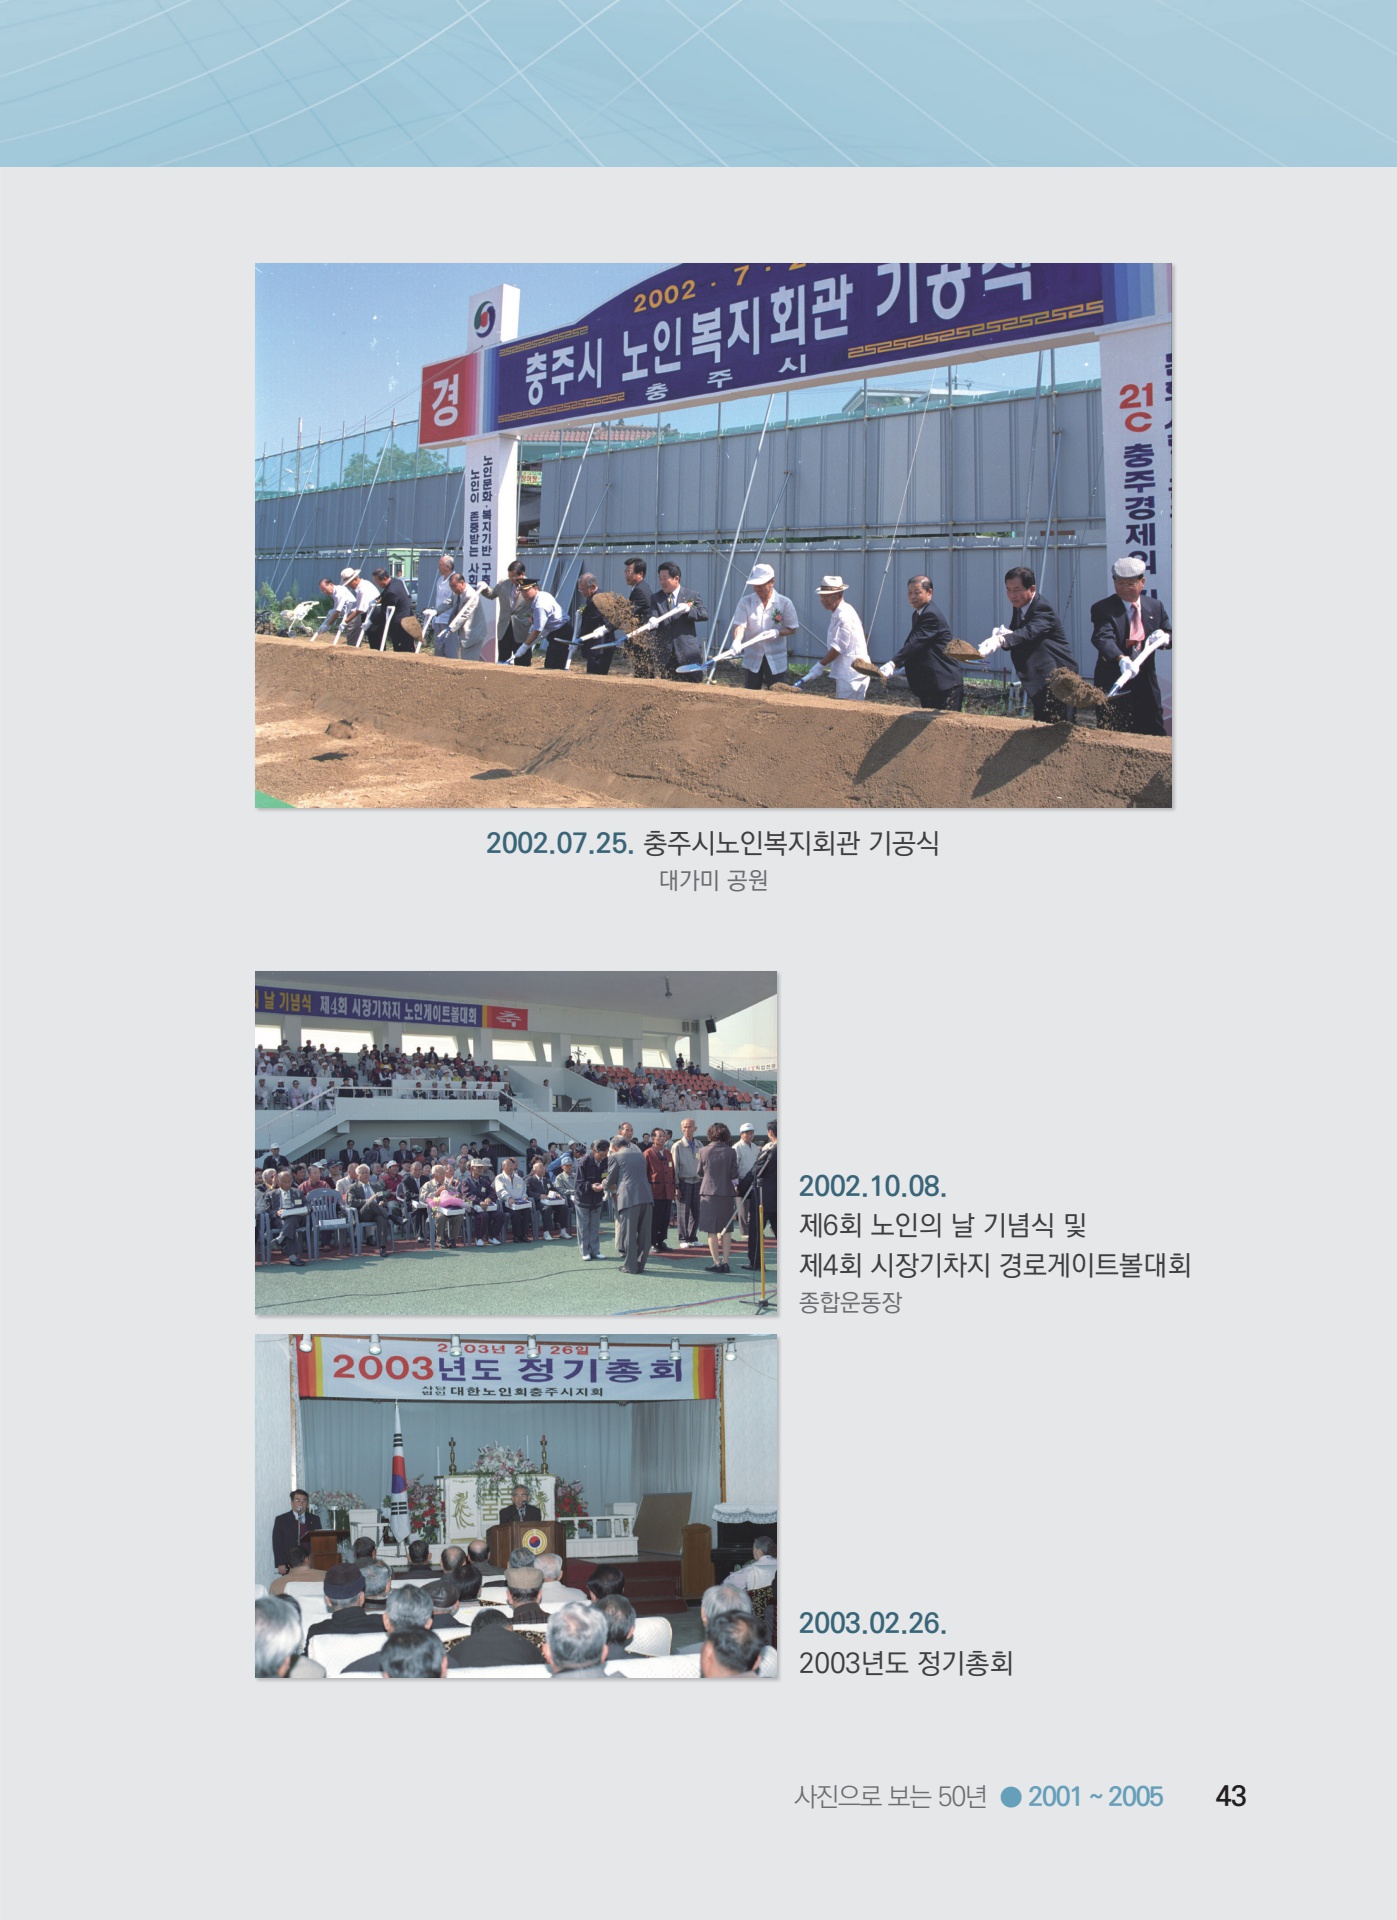 2002 · 7 · 2
경
충주시 노인복지회관 기공식
충주시
노인문화·복지기반 구축
노인이 존중받는 사회
21C 충주경제의
2002.07.25. 충주시노인복지회관 기공식
대가미 공원
의 날 기념식 제4회 시장기차지 노인게이트볼대회 축
2002.10.08.
제6회 노인의 날 기념식 및
제4회 시장기차지 경로게이트볼대회
종합운동장
2003년 2월 26일
2003년도 정기총회
사단법인 대한노인회충주시지회
2003.02.26.
2003년도 정기총회
사진으로 보는 50년 ● 2001 ~ 2005 43